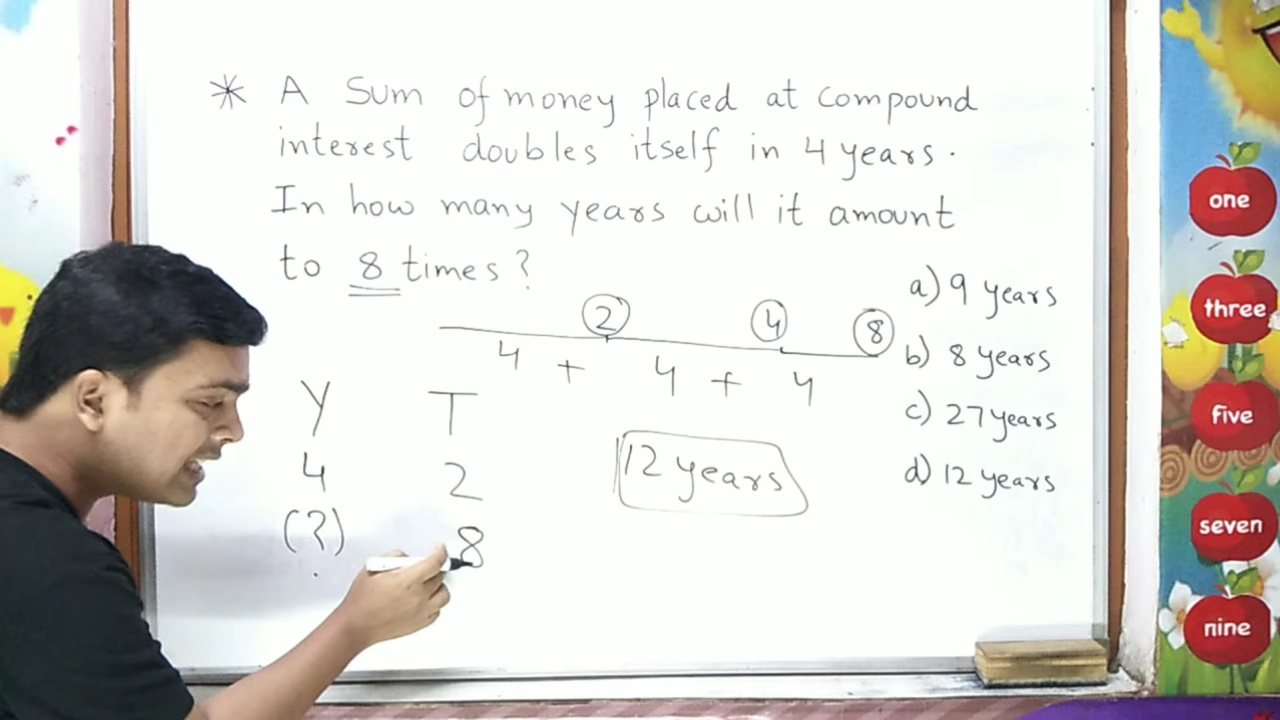 * A Sum of money placed at compound
interest doubles itself in 4 years.
In how many years will it amount
to 8 times?
a) 9 years
b) 8 years
c) 27 years
d) 12 years
2 4 8
4 + 4 + 4
12 years
Y T
4 2
(?) 8
one
three
five
seven
nine